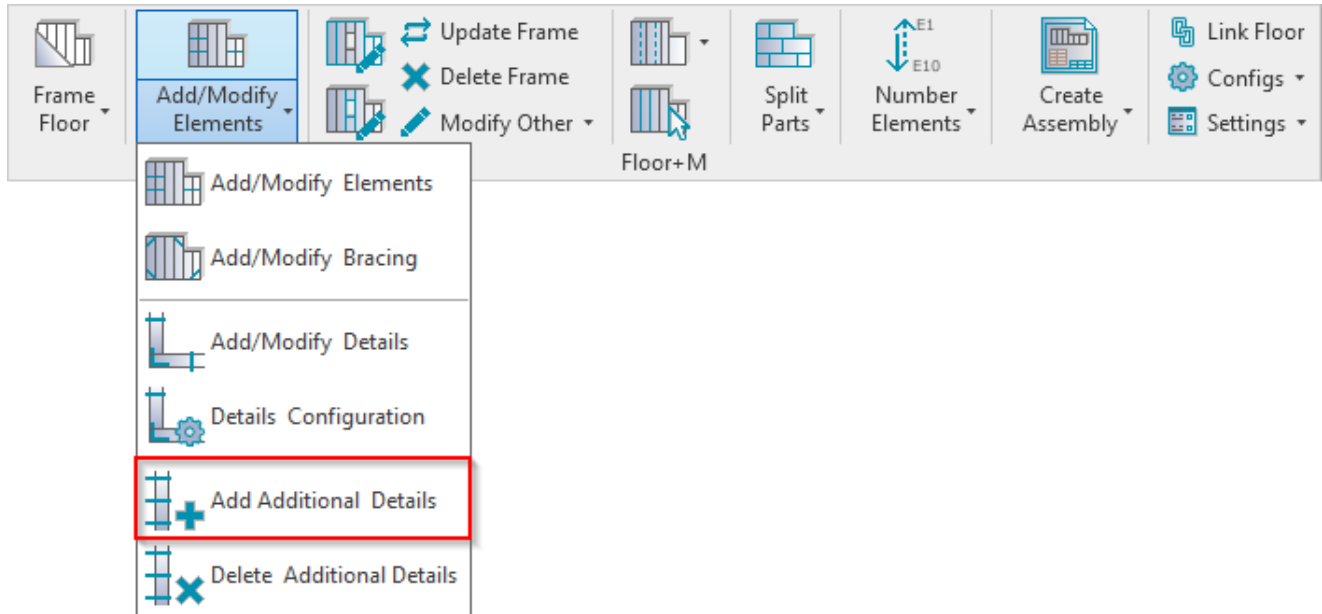 Frame
Floor
Add/Modify
Elements
Update Frame
Delete Frame
Modify Other
Split
Parts
E1
E10
Number
Elements
Create
Assembly
Link Floor
Configs
Settings
Floor+M
Add/Modify Elements
Add/Modify Bracing
Add/Modify Details
Details Configuration
Add Additional Details
Delete Additional Details